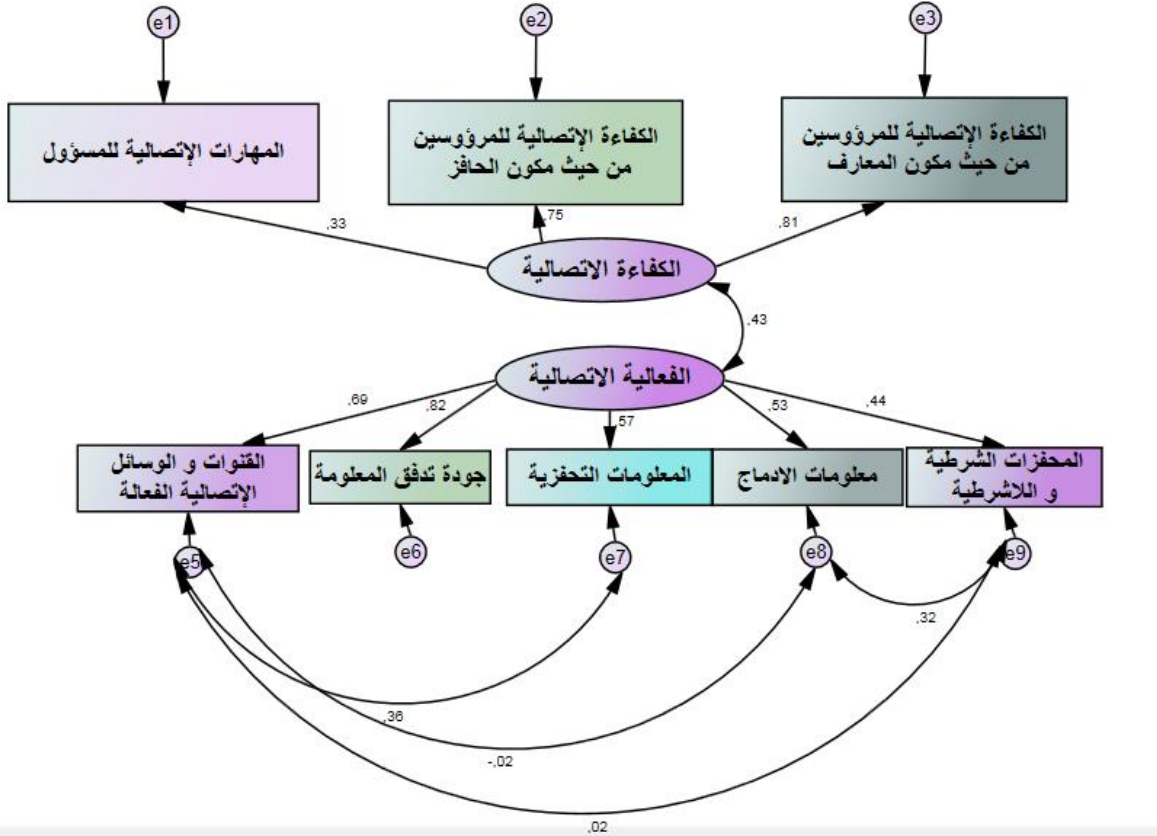 e1
e2
e3
المهارات الإتصالية للمسؤول
الكفاءة الإتصالية للمرؤوسين
من حيث مكون الحافز
الكفاءة الإتصالية للمرؤوسين
من حيث مكون المعارف
,33
,75
,81
الكفاءة الاتصالية
,43
الفعالية الاتصالية
,69
,82
,57
,53
,44
القنوات و الوسائل
الإتصالية الفعالة
جودة تدفق المعلومة
المعلومات التحفزية
معلومات الادماج
المحفزات الشرطية
و اللاشرطية
e5
e6
e7
e8
e9
,32
,36
-,02
,02